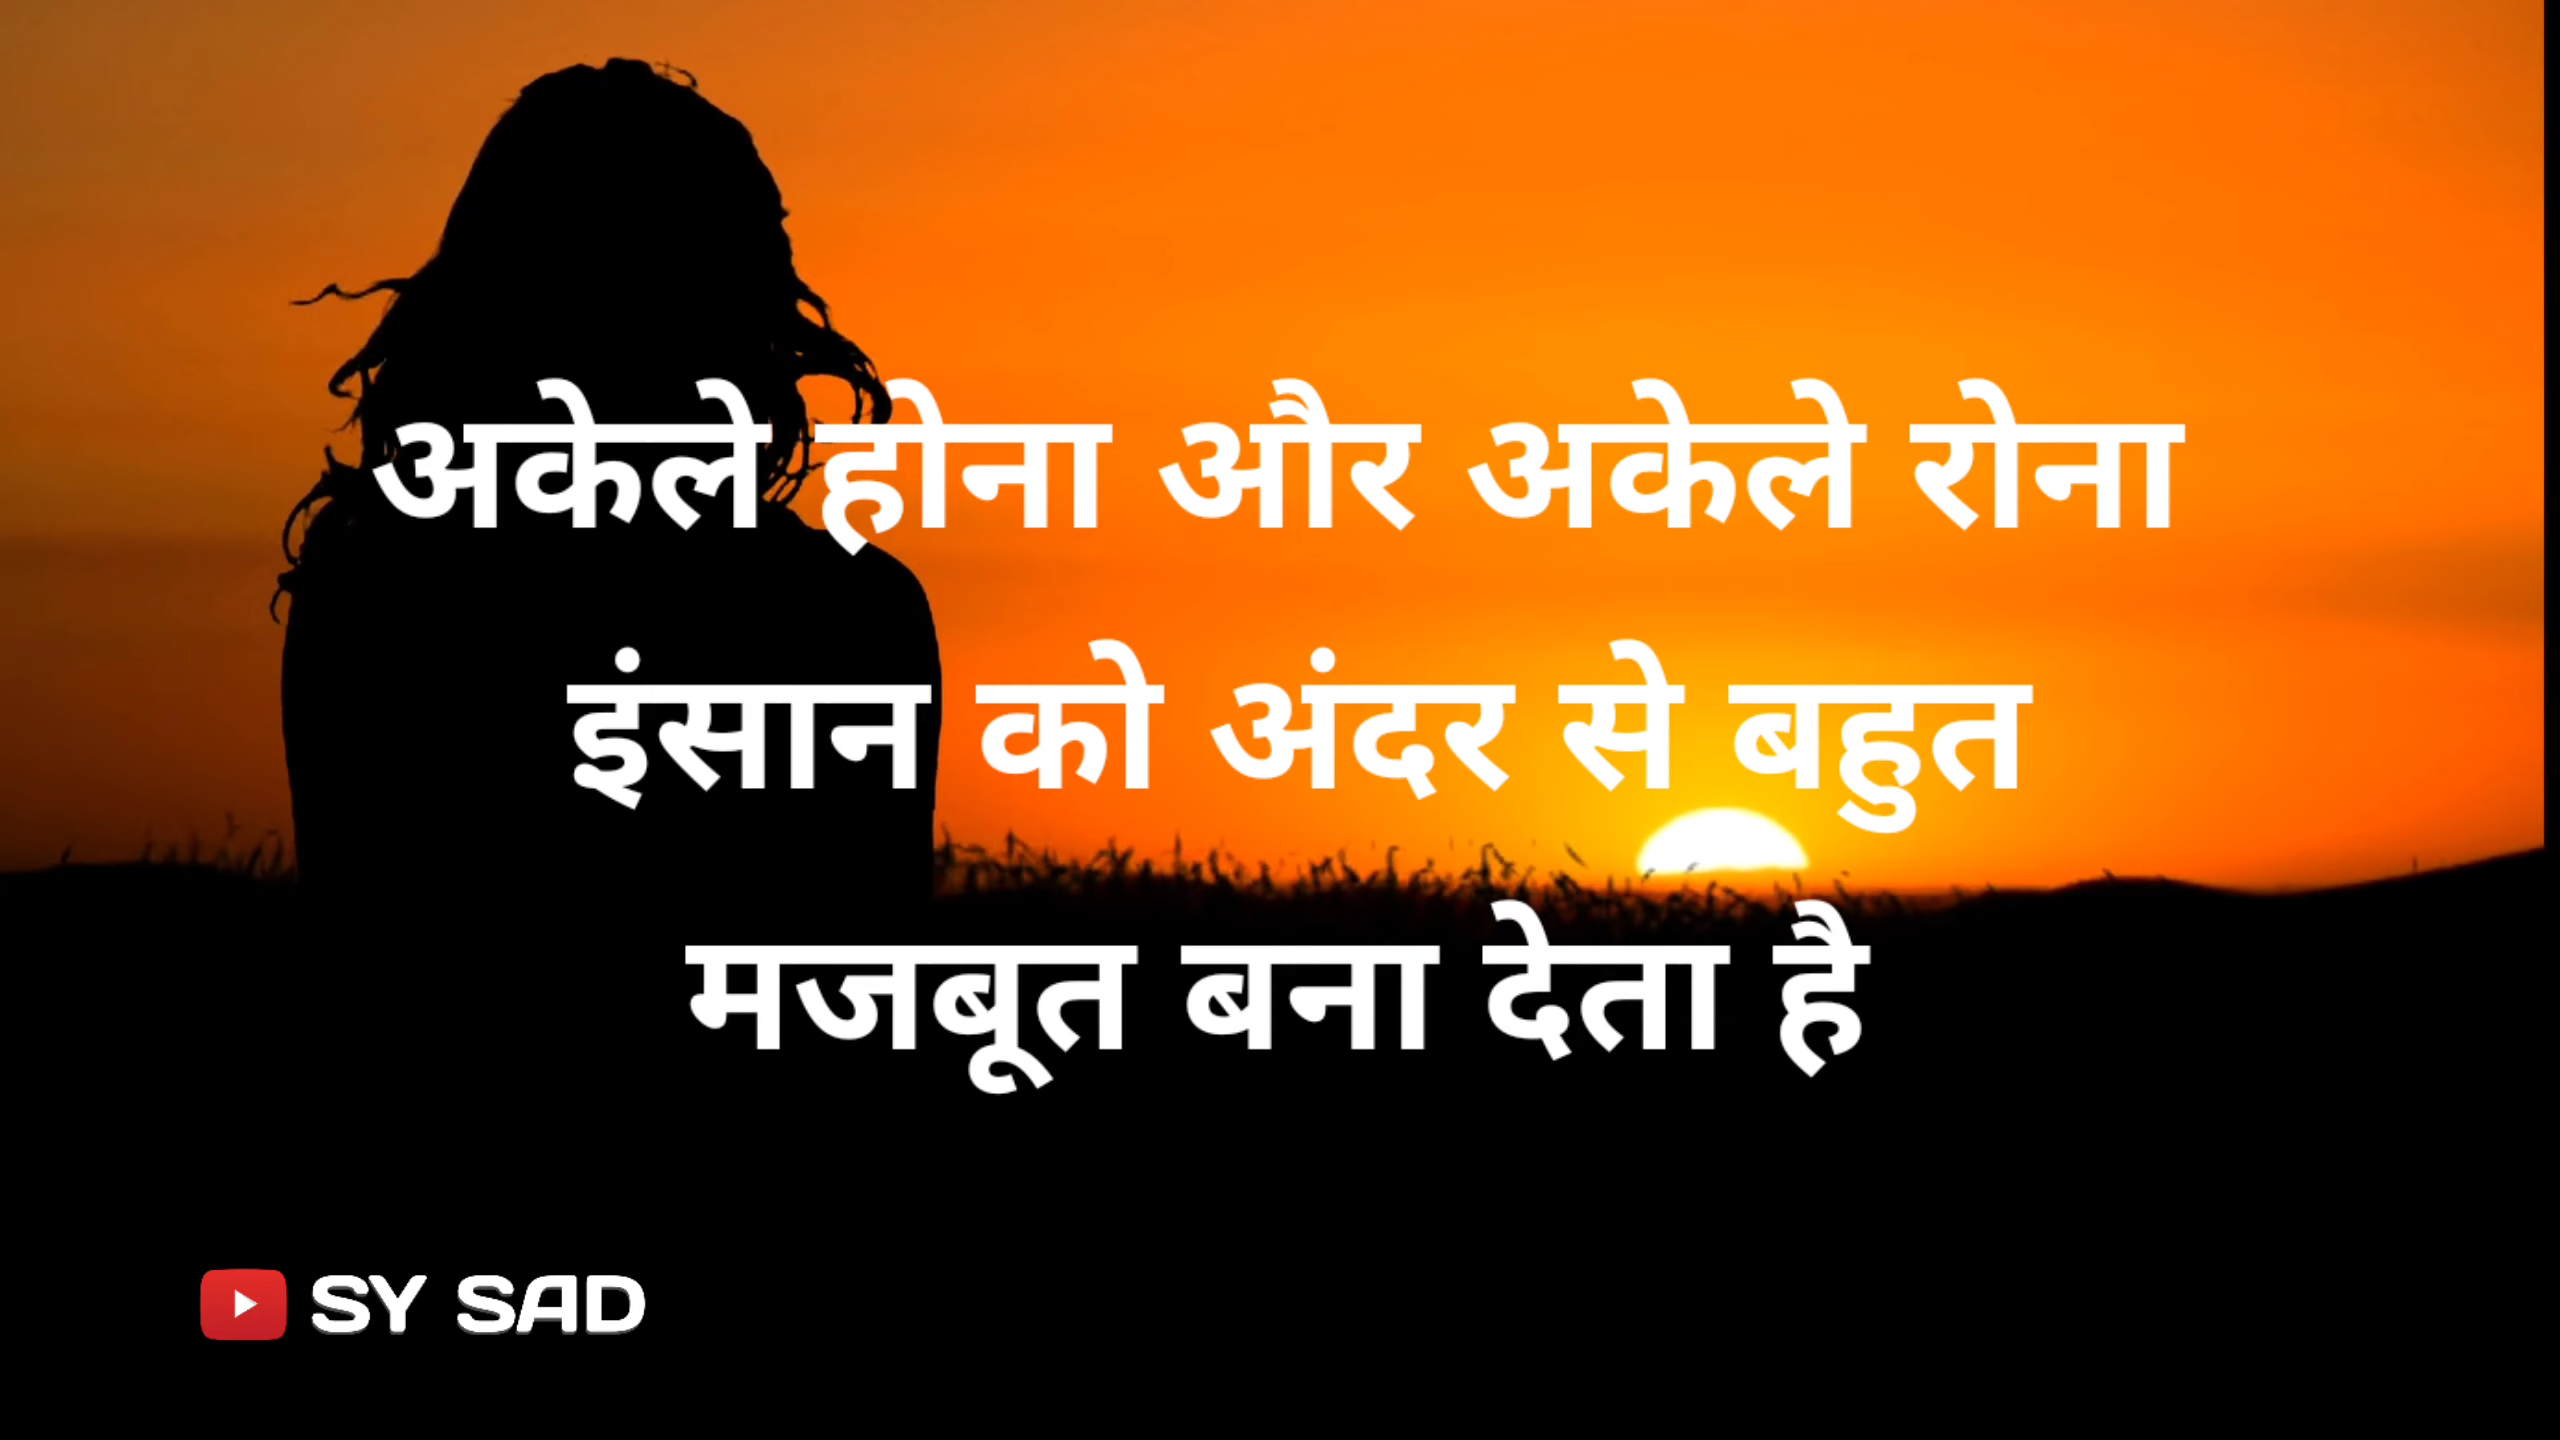 अकेले होना और अकेले रोना
इंसान को अंदर से बहुत
मजबूत बना देता है
SY SAD